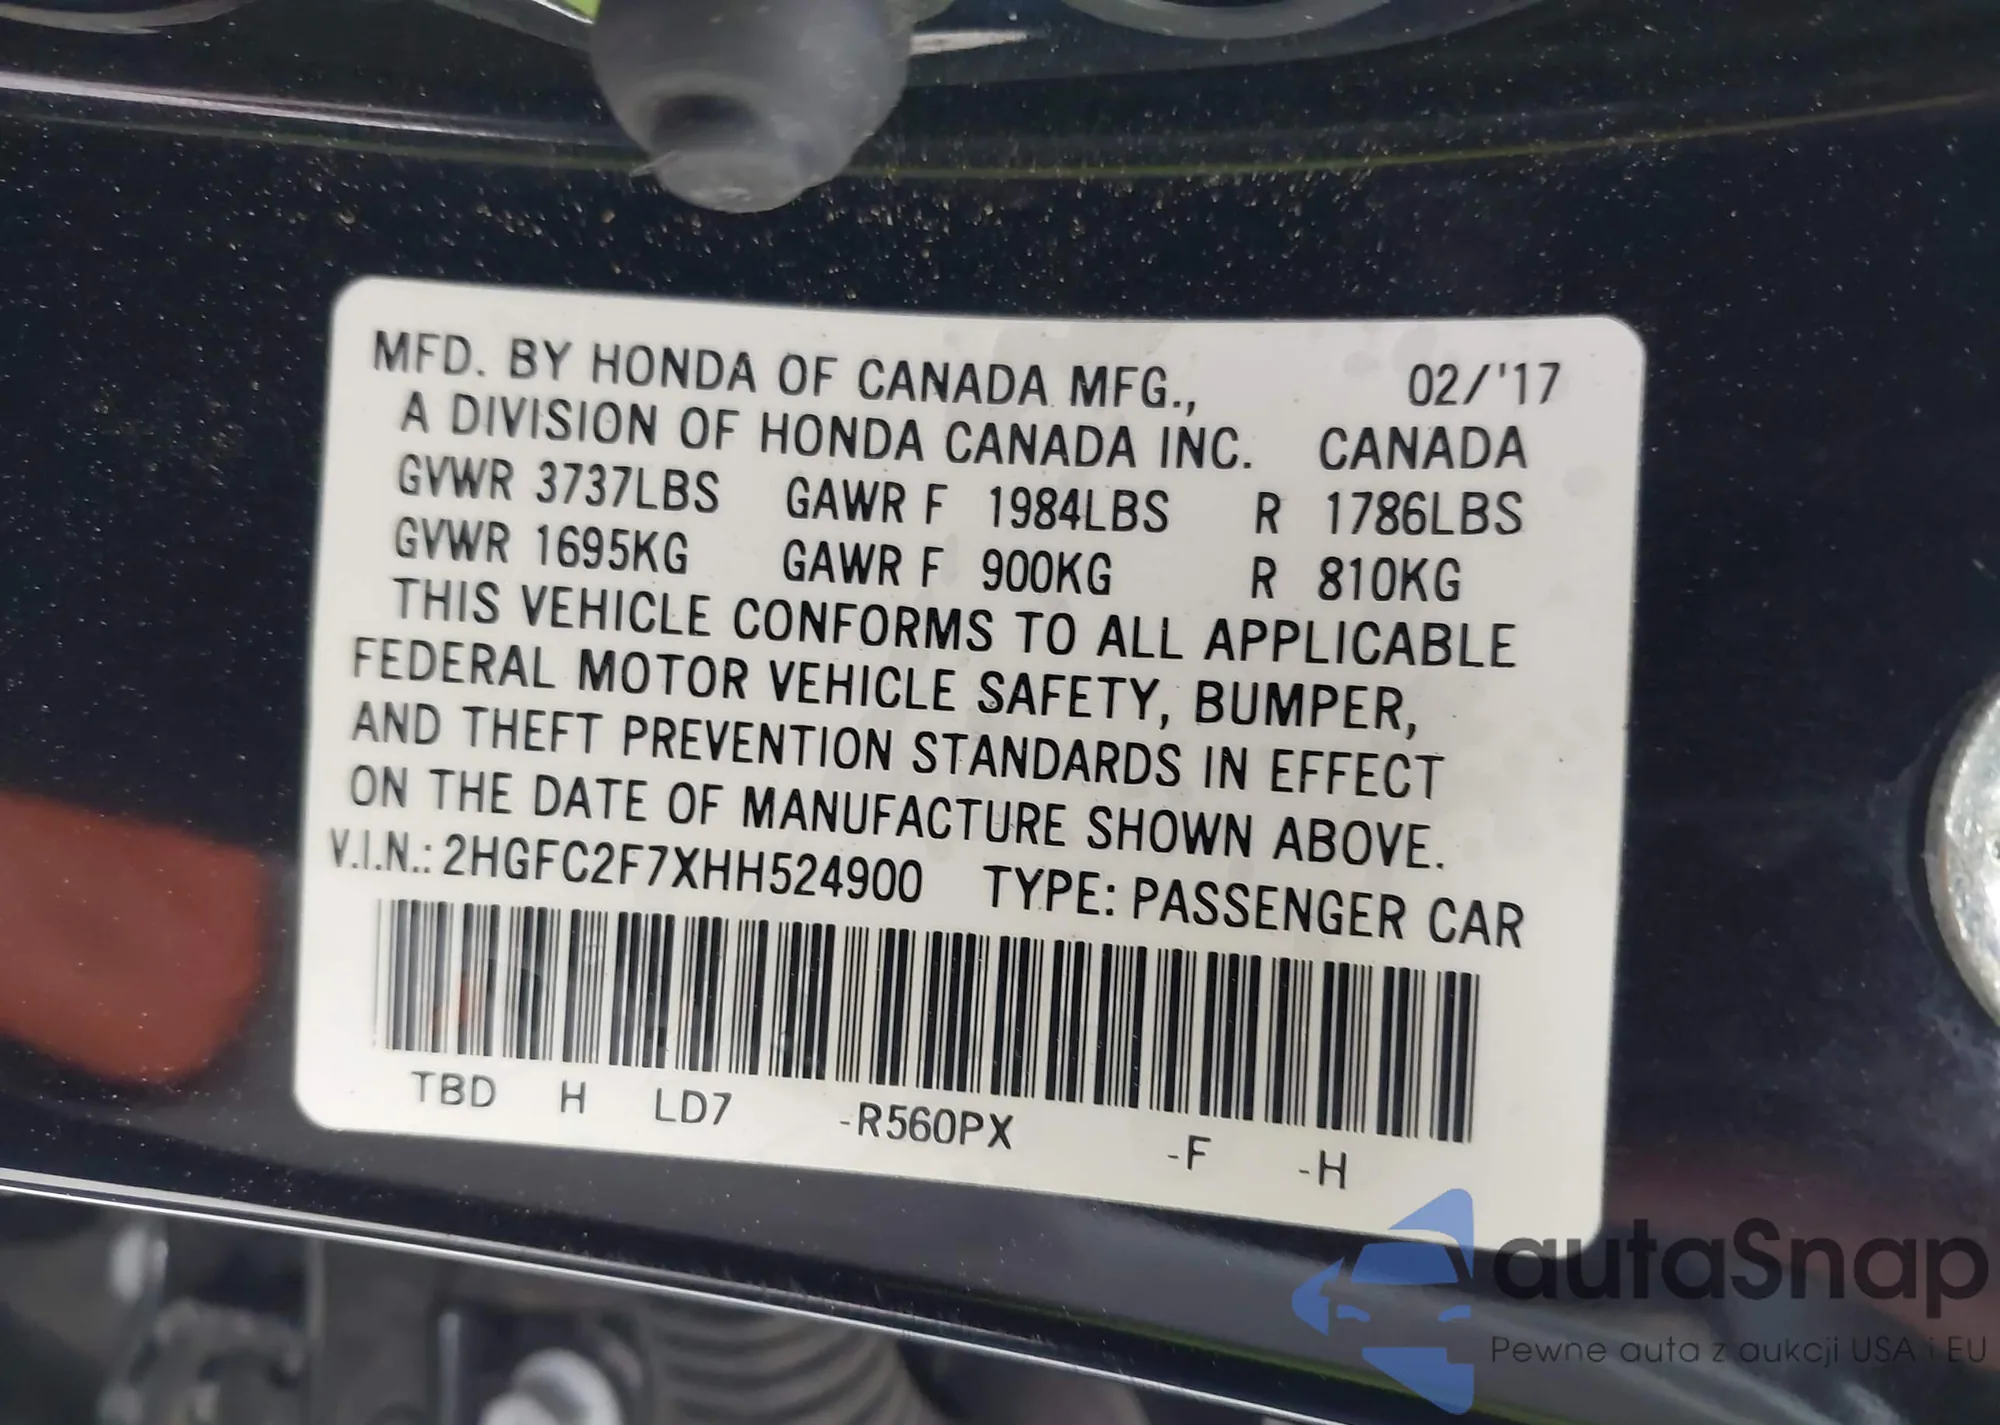 MFD. BY HONDA OF CANADA MFG., 02/'17
A DIVISION OF HONDA CANADA INC. CANADA
GVWR 3737LBS GAWR F 1984LBS R 1786LBS
GVWR 1695KG GAWR F 900KG R 810KG
THIS VEHICLE CONFORMS TO ALL APPLICABLE
FEDERAL MOTOR VEHICLE SAFETY, BUMPER,
AND THEFT PREVENTION STANDARDS IN EFFECT
ON THE DATE OF MANUFACTURE SHOWN ABOVE.
V.I.N.: 2HGFC2F7XHH524900 TYPE: PASSENGER CAR
TBD H LD7 -R560PX -F -H
autaSnap
Pewne auta z aukcji USA i EU